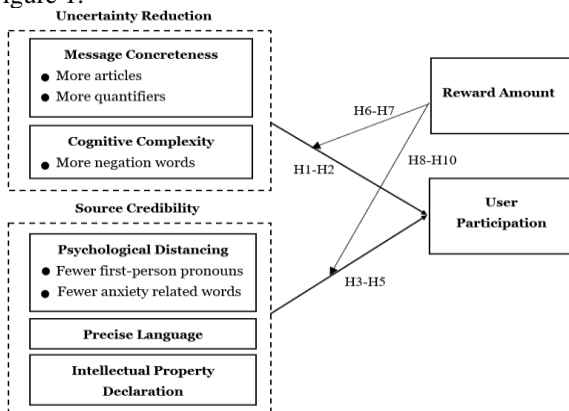 Figure 1.
Uncertainty Reduction
Message Concreteness
● More articles
● More quantifiers
Cognitive Complexity
● More negation words
Source Credibility
Psychological Distancing
● Fewer first-person pronouns
● Fewer anxiety related words
Precise Language
Intellectual Property
Declaration
H6-H7
H1-H2
H8-H10
H3-H5
Reward Amount
User
Participation